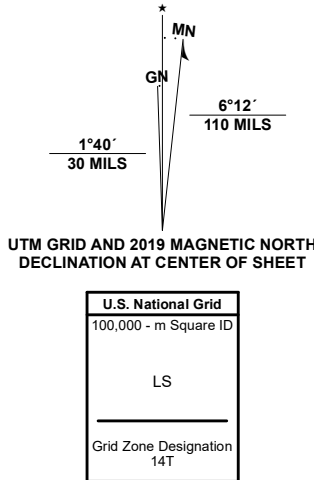 MN
GN
6°12´
110 MILS
1°40´
30 MILS
UTM GRID AND 2019 MAGNETIC NORTH
DECLINATION AT CENTER OF SHEET
U.S. National Grid
100,000 - m Square ID
LS
Grid Zone Designation
14T